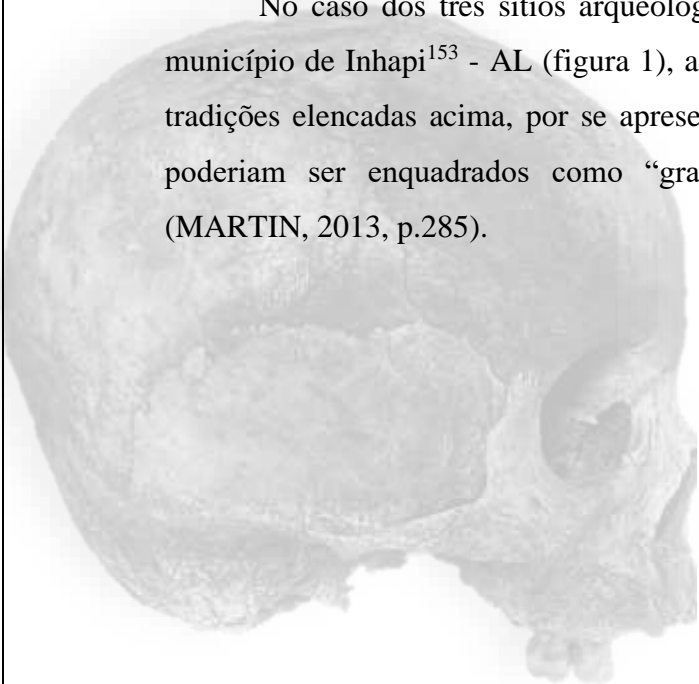 No caso dos três sítios arqueológ
município de Inhapi¹⁵³ - AL (figura 1), a
tradições elencadas acima, por se aprese
poderiam ser enquadrados como “gra
(MARTIN, 2013, p.285).